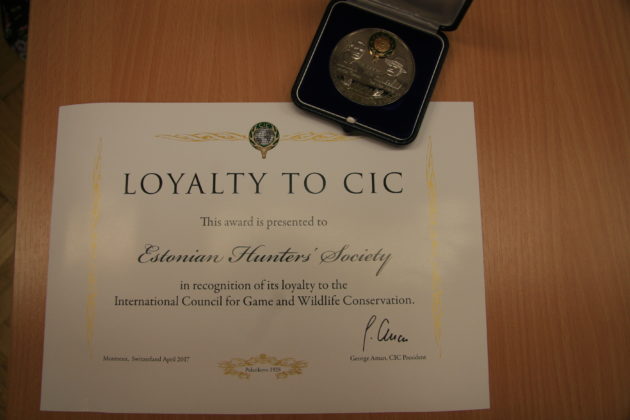 LOYALTY TO CIC
This award is presented to
Estonian Hunters' Society
in recognition of its loyalty to the
International Council for Game and Wildlife Conservation.
Montreux, Switzerland April 2017
George Aman, CIC President